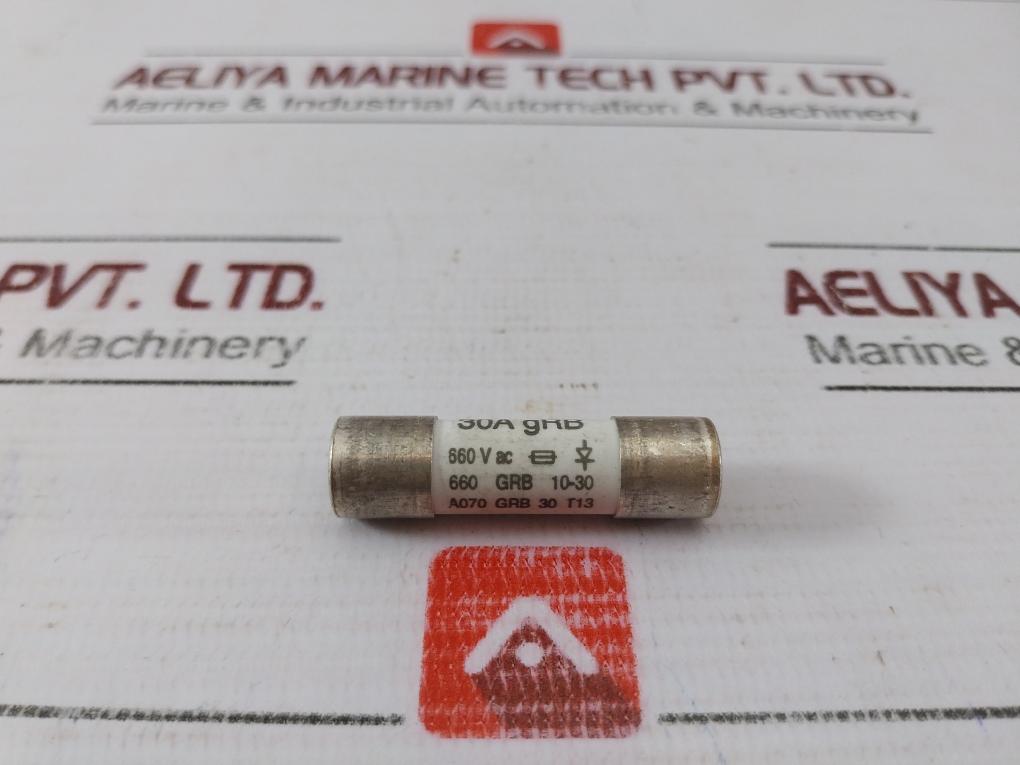 AELIYA MARINE TECH PVT. LTD.
Marine & Industrial Automation & Machinery
PVT. LTD.
& Machinery
AELIYA
Marine &
30A gRB
660 V ac
660 GRB 10-30
A070 GRB 30 T13